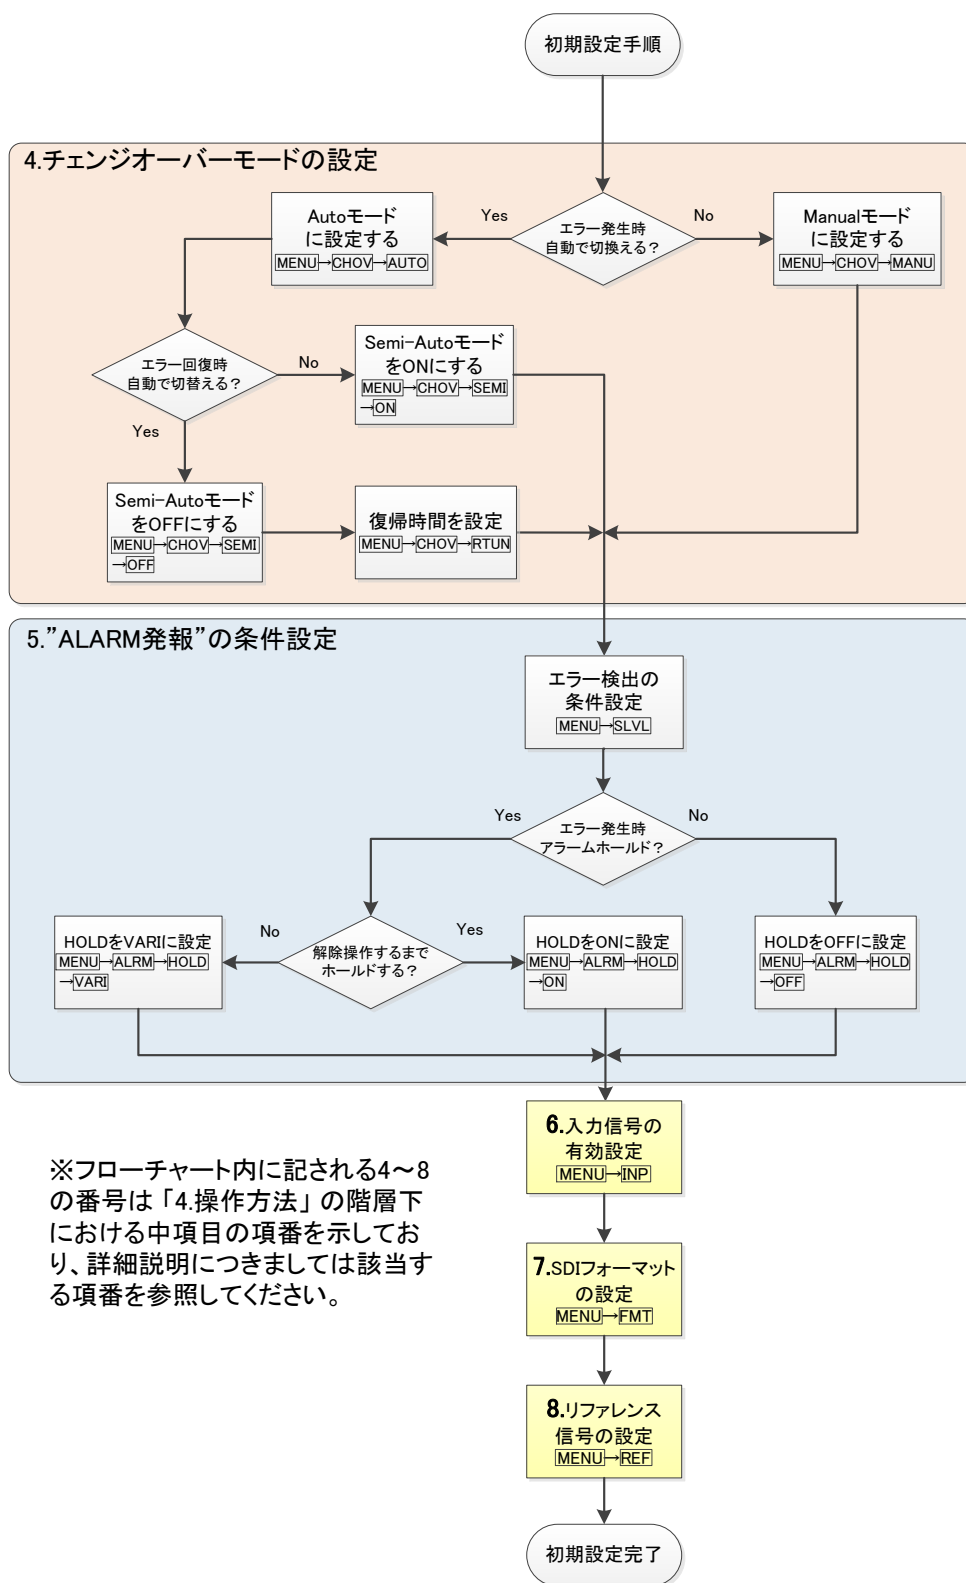 初期設定手順
4.チェンジオーバーモードの設定
Autoモード
に設定する
MENU→CHOV→AUTO
Yes
エラー発生時
自動で切換える？
No
Manualモード
に設定する
MENU→CHOV→MANU
エラー回復時
自動で切替える？
No
Semi-Autoモード
をONにする
MENU→CHOV→SEMI
→ON
Yes
Semi-Autoモード
をOFFにする
MENU→CHOV→SEMI
→OFF
復帰時間を設定
MENU→CHOV→RTUN
5.”ALARM発報”の条件設定
エラー検出の
条件設定
MENU→SLVL
Yes
エラー発生時
アラームホールド？
No
HOLDをVARIに設定
MENU→ALRM→HOLD
→VARI
No
解除操作するまで
ホールドする？
Yes
HOLDをONに設定
MENU→ALRM→HOLD
→ON
HOLDをOFFに設定
MENU→ALRM→HOLD
→OFF
6.入力信号の
有効設定
MENU→INP
※フローチャート内に記される4～8
の番号は「4.操作方法」の階層下
における中項目の項番を示してお
り、詳細説明につきましては該当す
る項番を参照してください。
7.SDIフォーマット
の設定
MENU→FMT
8.リファレンス
信号の設定
MENU→REF
初期設定完了